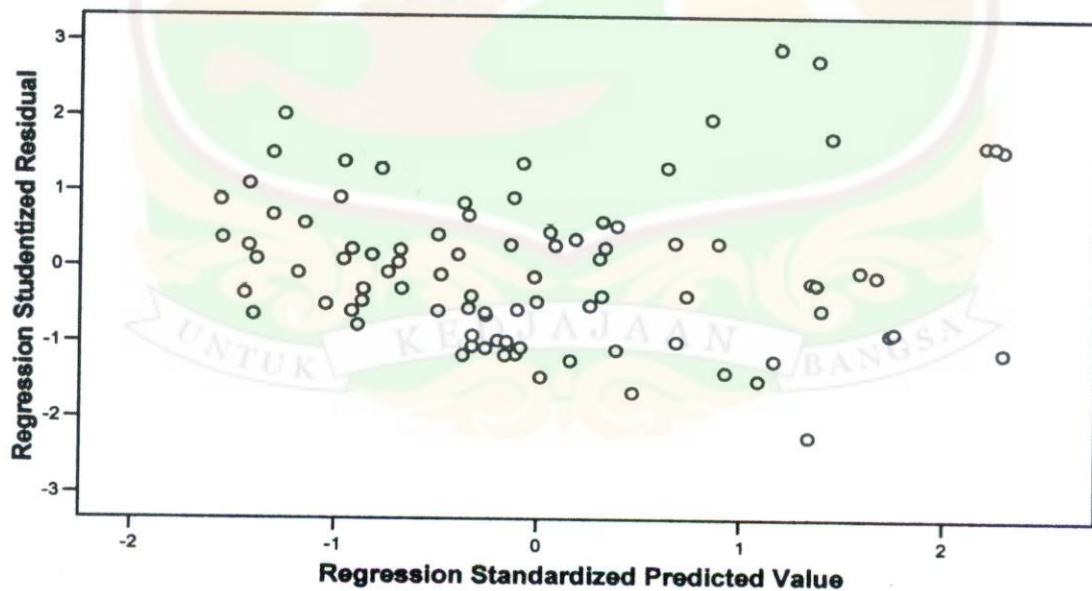 3
2
1
0
-1
-2
-3
Regression Studentized Residual
UNTUK KEDJAJAAN BANGSA
-2 -1 0 1 2
Regression Standardized Predicted Value